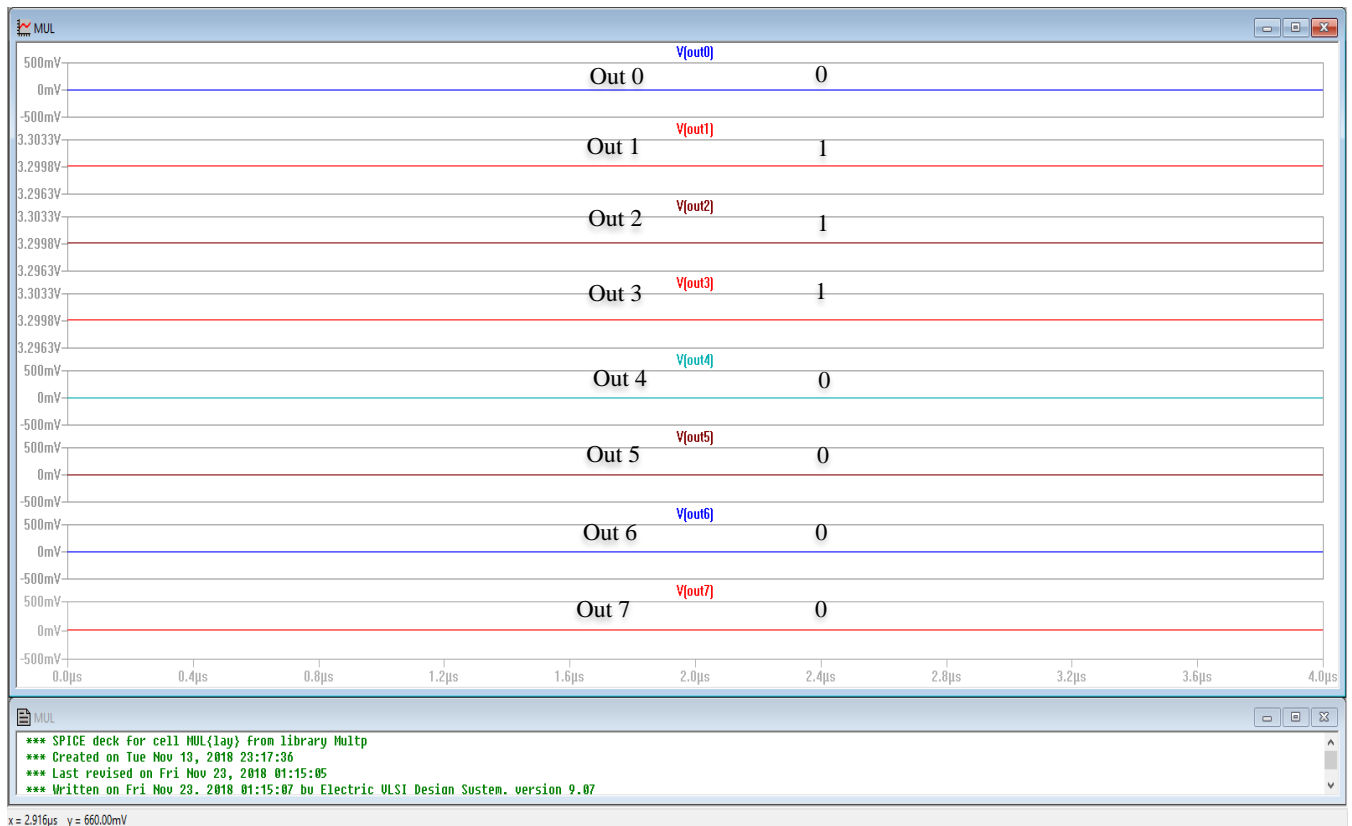 MUL
V(out0)
500mV
Out 0 0
0mV
-500mV
V(out1)
3.3033V
Out 1 1
3.2998V
3.2963V
V(out2)
3.3033V
Out 2 1
3.2998V
3.2963V
V(out3)
3.3033V
Out 3 1
3.2998V
3.2963V
V(out4)
500mV
Out 4 0
0mV
-500mV
V(out5)
500mV
Out 5 0
0mV
-500mV
V(out6)
500mV
Out 6 0
0mV
-500mV
V(out7)
500mV
Out 7 0
0mV
-500mV
0.0µs 0.4µs 0.8µs 1.2µs 1.6µs 2.0µs 2.4µs 2.8µs 3.2µs 3.6µs 4.0µs
MUL
*** SPICE deck for cell MUL{lay} from library Multp
*** Created on Tue Nov 13, 2018 23:17:36
*** Last revised on Fri Nov 23, 2018 01:15:05
*** Written on Fri Nov 23, 2018 01:15:07 by Electric VLSI Design System, version 9.07
x = 2.916µs y = 660.00mV